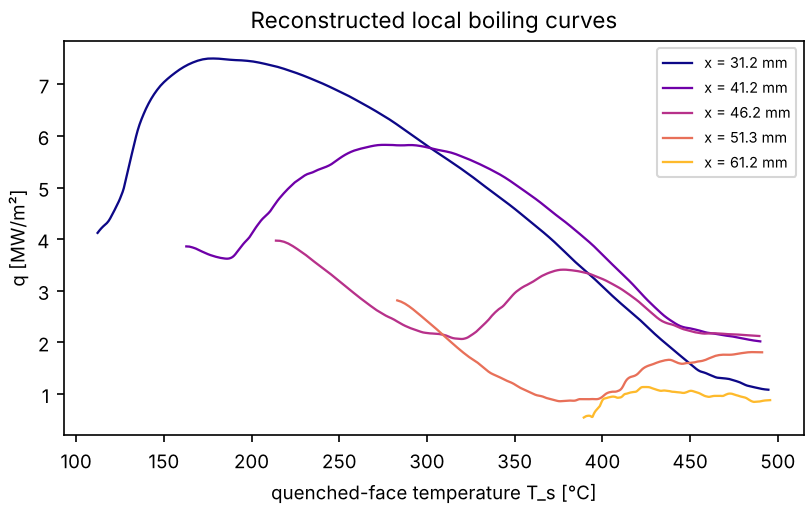 Reconstructed local boiling curves
q [MW/m²]
7
6
5
4
3
2
1
x = 31.2 mm
x = 41.2 mm
x = 46.2 mm
x = 51.3 mm
x = 61.2 mm
100 150 200 250 300 350 400 450 500
quenched-face temperature T_s [°C]